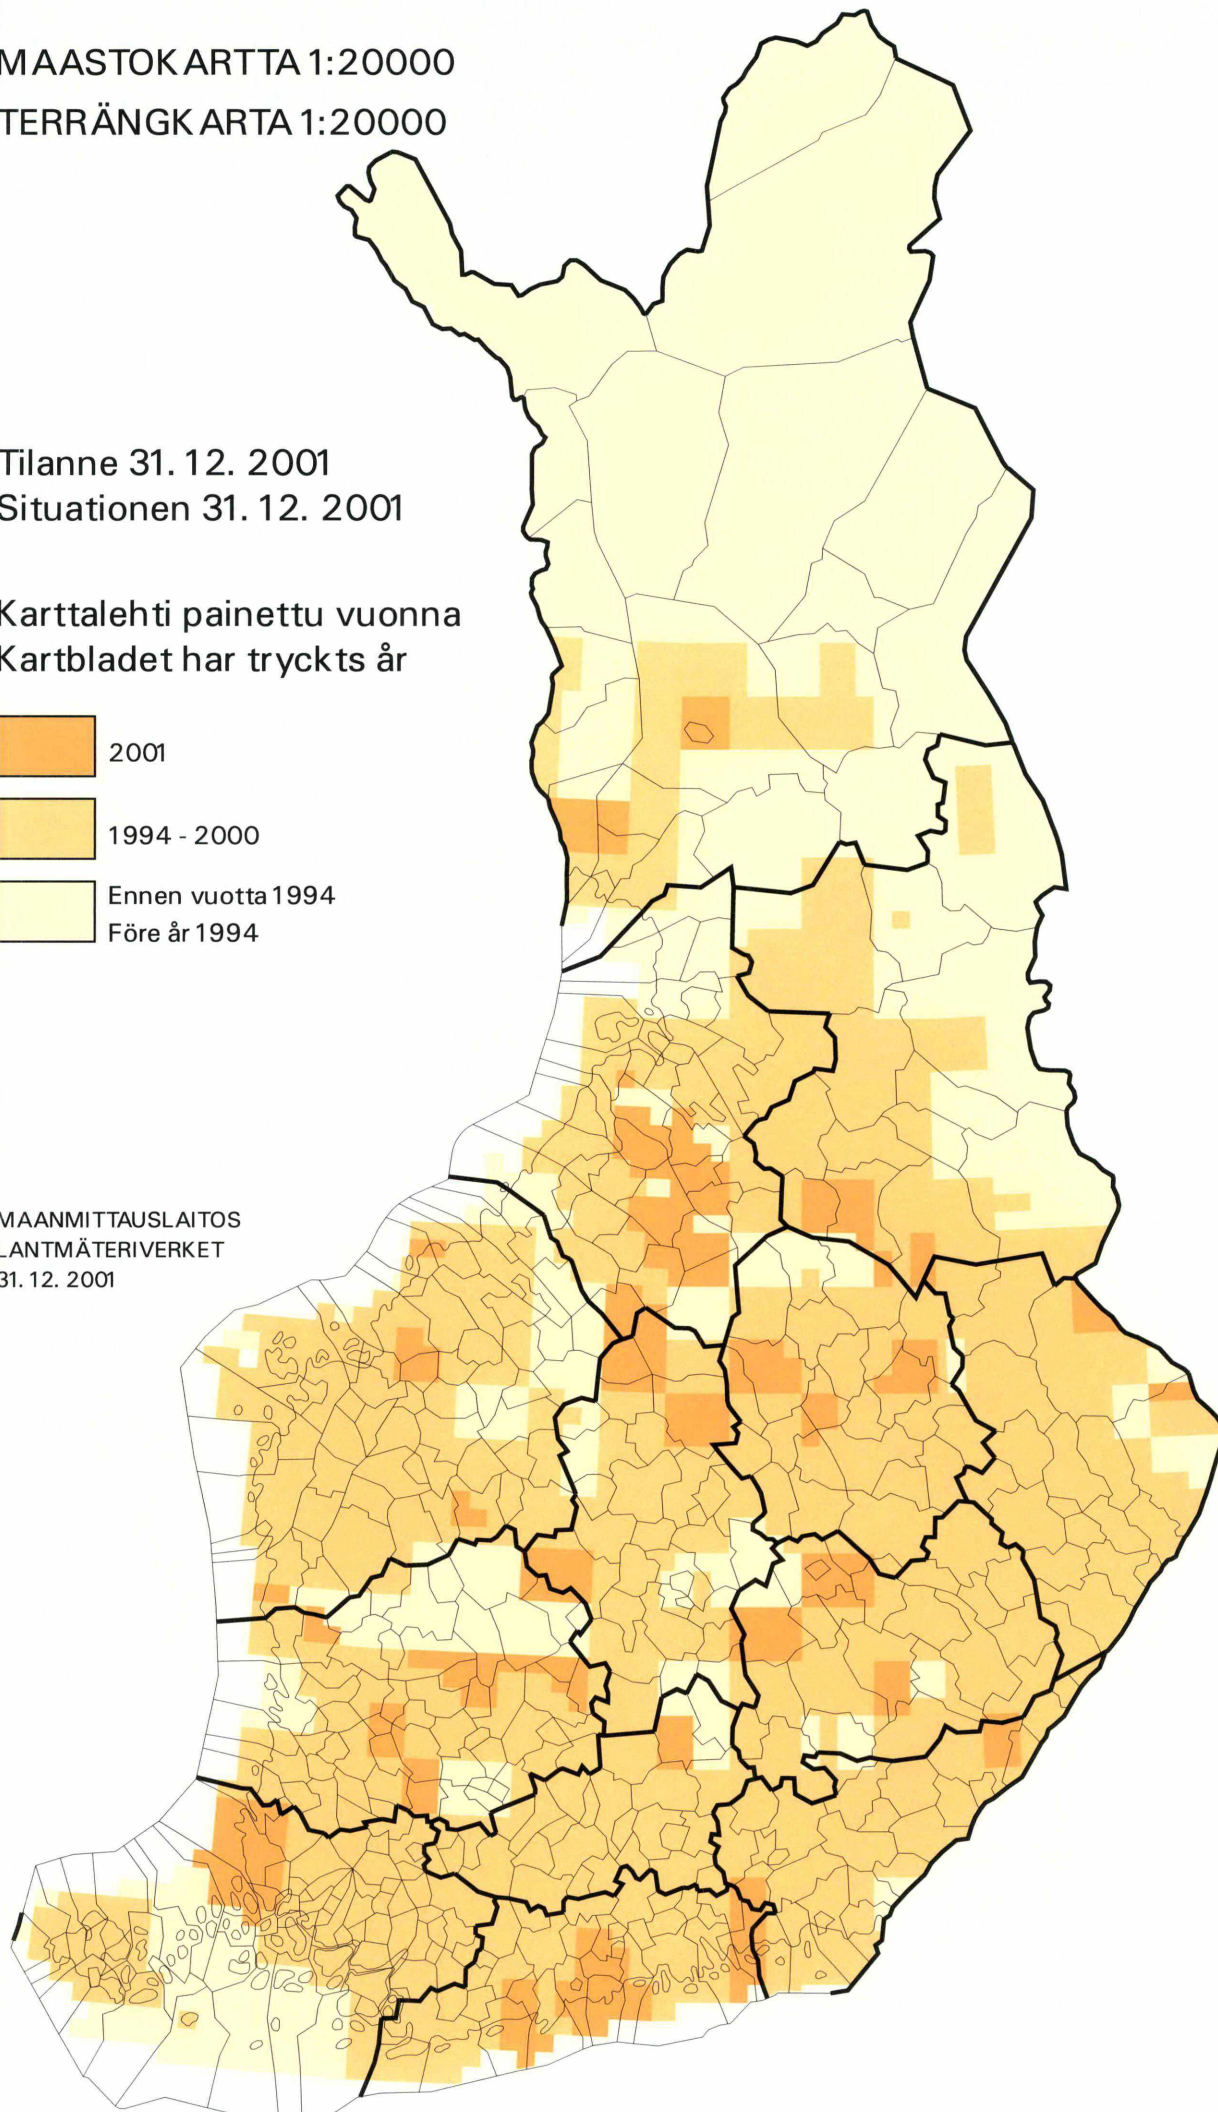 MAASTOKARTTA 1:20000
TERRÄNGKARTA 1:20000
Tilanne 31. 12. 2001
Situationen 31. 12. 2001
Karttalehti painettu vuonna
Kartbladet har tryckts år
2001
1994 - 2000
Ennen vuotta 1994
Före år 1994
MAANMITTAUSLAITOS
LANTMÄTERIVERKET
31. 12. 2001